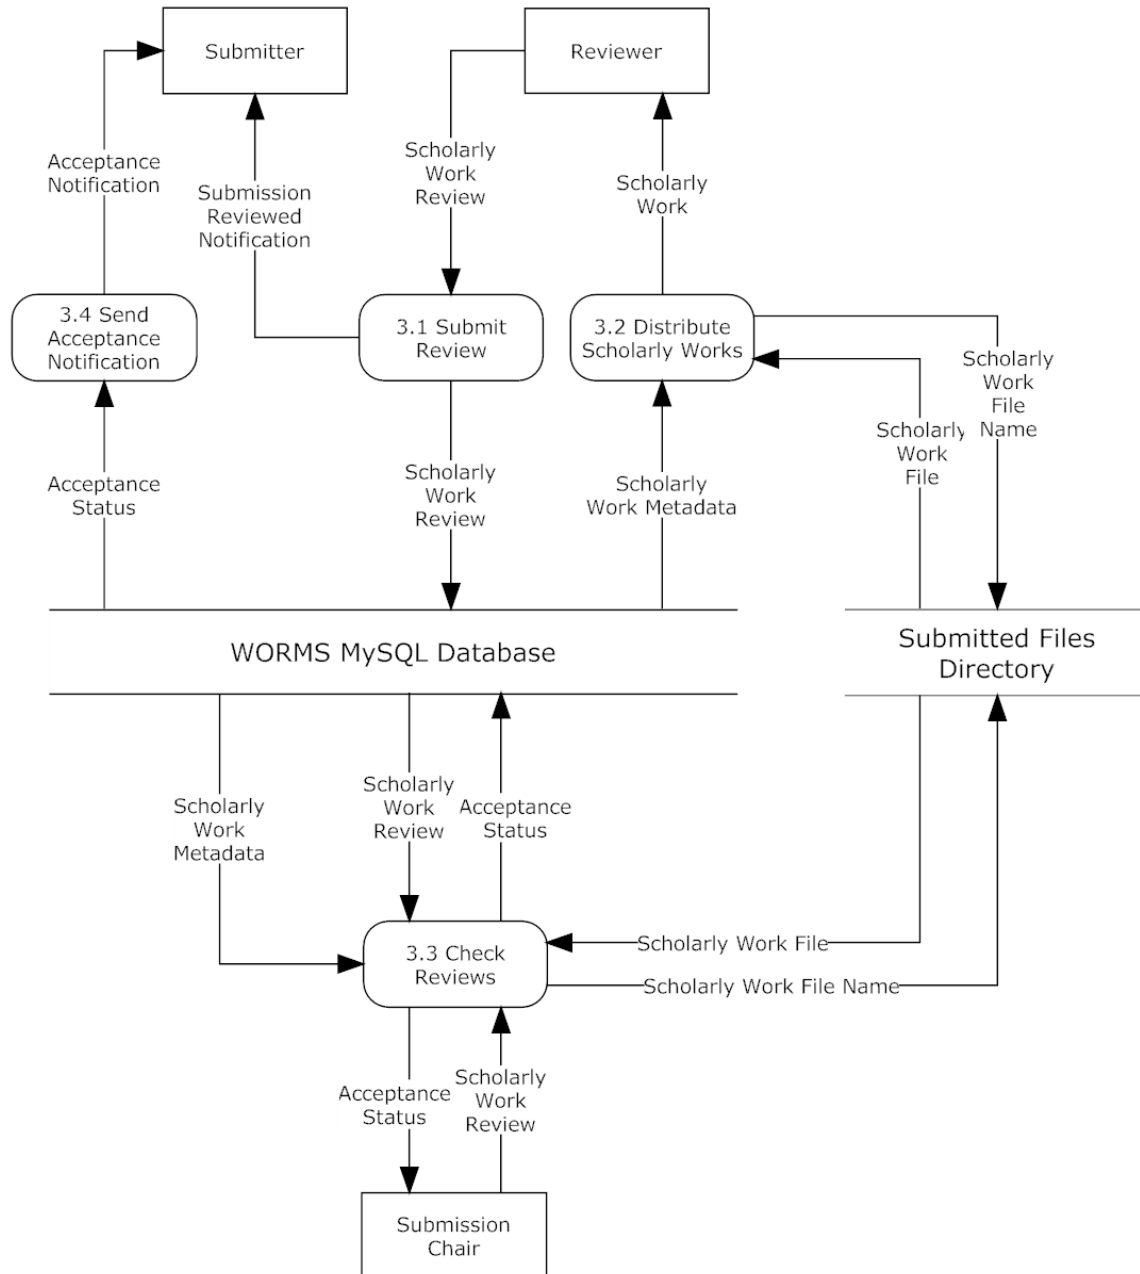 Submitter
Reviewer
Acceptance
Notification
Submission
Reviewed
Notification
Scholarly
Work
Review
Scholarly
Work
3.4 Send
Acceptance
Notification
3.1 Submit
Review
3.2 Distribute
Scholarly Works
Scholarly
Work
File
Name
Scholarly
Work
File
Acceptance
Status
Scholarly
Work
Review
Scholarly
Work Metadata
WORMS MySQL Database
Submitted Files
Directory
Scholarly
Work
Metadata
Scholarly
Work
Review
Acceptance
Status
3.3 Check
Reviews
Scholarly Work File
Scholarly Work File Name
Acceptance
Status
Scholarly
Work
Review
Submission
Chair